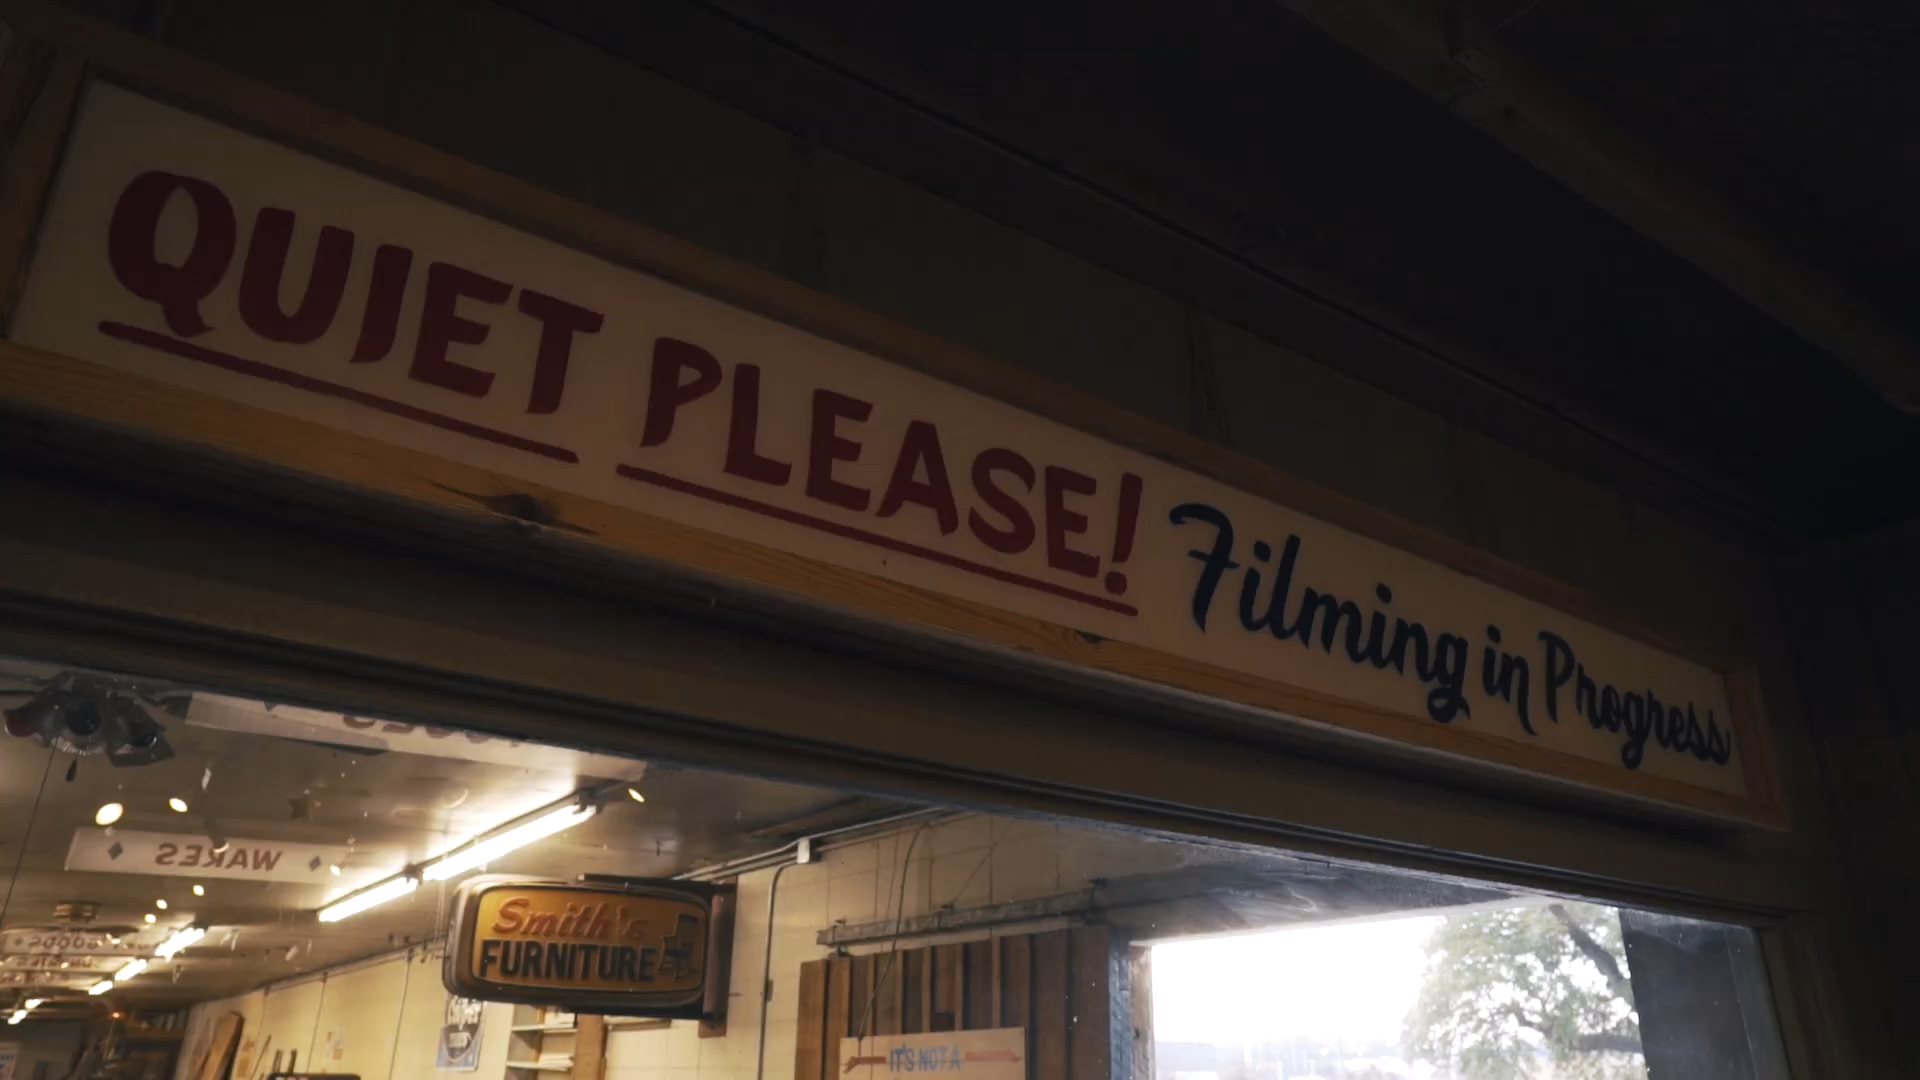 QUIET PLEASE! Filming in Progress
WAKES
Smith's
FURNITURE
IT'S NOT A